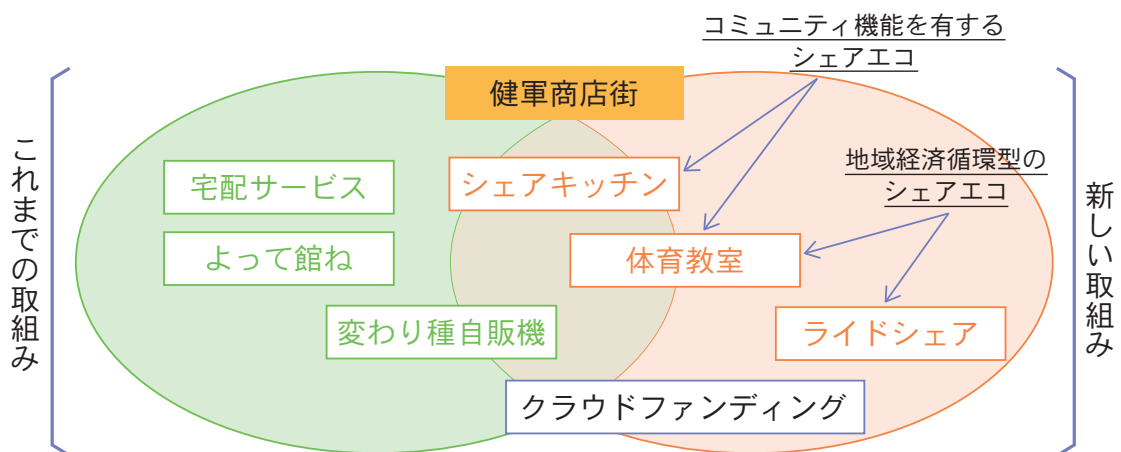 コミュニティ機能を有する
シェアエコ
健軍商店街
これまでの取組み
宅配サービス
シェアキッチン
地域経済循環型の
シェアエコ
新しい取組み
よって館ね
体育教室
変わり種自販機
ライドシェア
クラウドファンディング